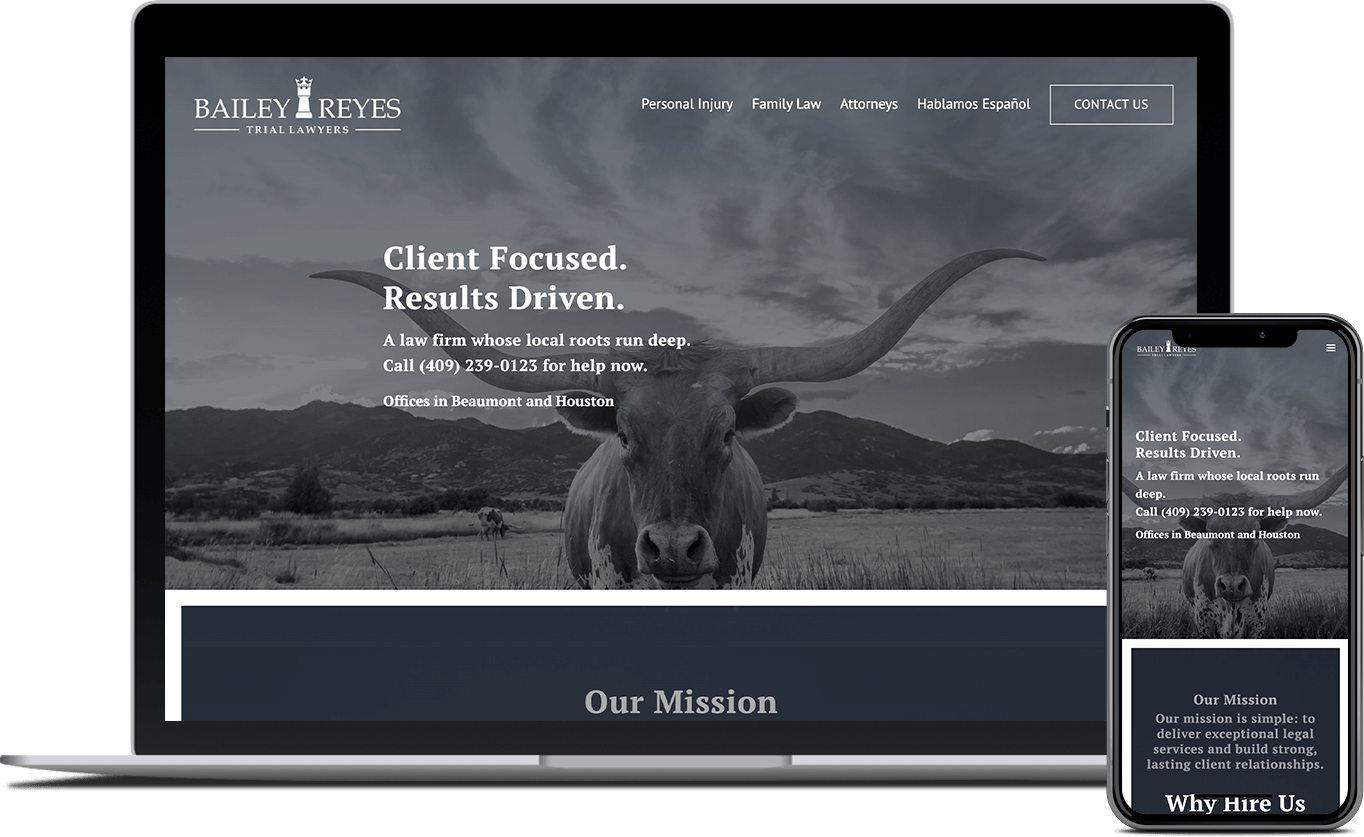 BAILEY REYES
TRIAL LAWYERS
Personal Injury
Family Law
Attorneys
Hablamos Español
CONTACT US
Client Focused.
Results Driven.
A law firm whose local roots run deep.
Call (409) 239-0123 for help now.
Offices in Beaumont and Houston
Our Mission
BAILEY REYES
TRIAL LAWYERS
Client Focused.
Results Driven.
A law firm whose local roots run
deep.
Call (409) 239-0123 for help now.
Offices in Beaumont and Houston
Our Mission
Our mission is simple: to
deliver exceptional legal
services and build strong,
lasting client relationships.
Why Hire Us